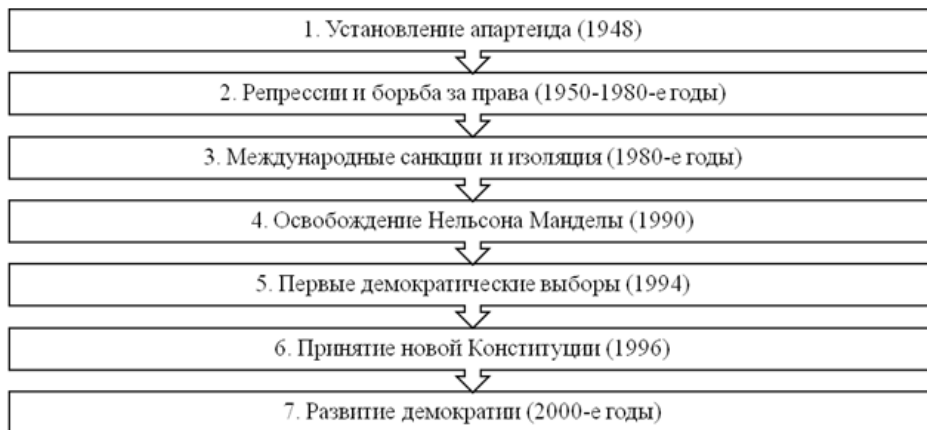 1. Установление апартеида (1948)
2. Репрессии и борьба за права (1950-1980-е годы)
3. Международные санкции и изоляция (1980-е годы)
4. Освобождение Нельсона Манделы (1990)
5. Первые демократические выборы (1994)
6. Принятие новой Конституции (1996)
7. Развитие демократии (2000-е годы)